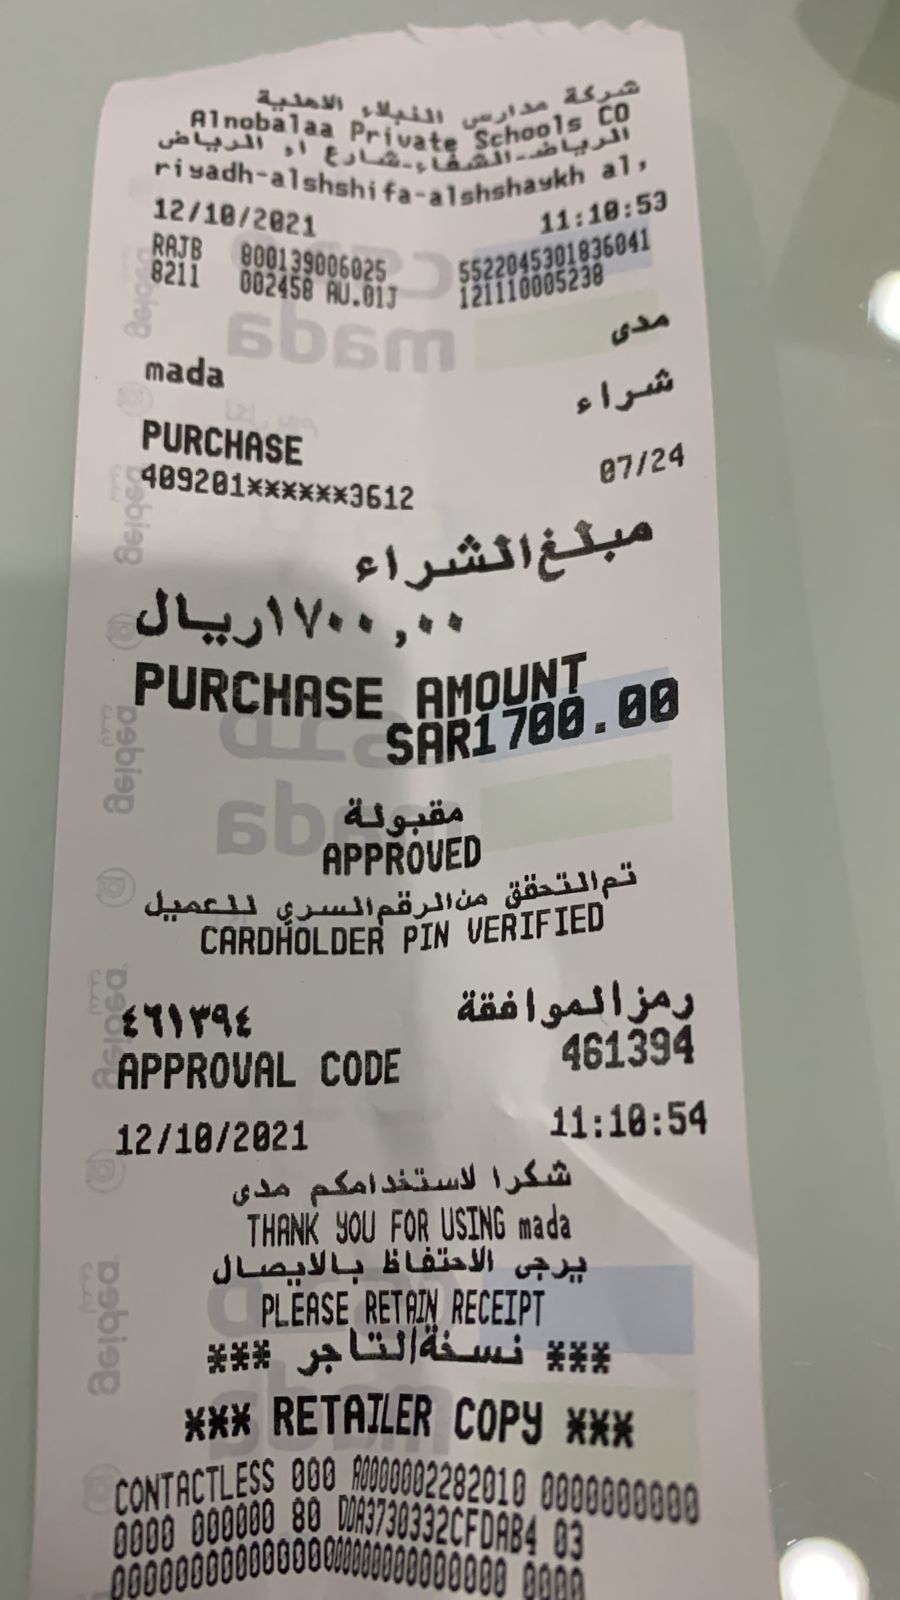 شركة مدارس النبلاء الاهلية
Alnobalaa Private Schools CO
الرياض-الشفاء-شارع ا، الرياض
riyadh-alshshifa-alshshaykh al,
12/10/2021 11:10:53
RAJB 800139006025 5522045301836041
8211 002458 AU.01J 121110005238
مدى
mada
شراء
PURCHASE
409201******3612 07/24
مبلغ الشراء
١٧٠٠,٠٠ ريال
PURCHASE AMOUNT
SAR1700.00
مقبولة
APPROVED
تم التحقق من الرقم السري للعميل
CARDHOLDER PIN VERIFIED
رمز الموافقة ٤٦١٣٩٤
APPROVAL CODE 461394
12/10/2021 11:10:54
شكرا لاستخدامكم مدى
THANK YOU FOR USING mada
يرجى الاحتفاظ بالايصال
PLEASE RETAIN RECEIPT
*** نسخة التاجر ***
*** RETAILER COPY ***
CONTACTLESS 000 A0000002282010 0000000000
0000 000000 80 DDA3730332CFDAB4 03